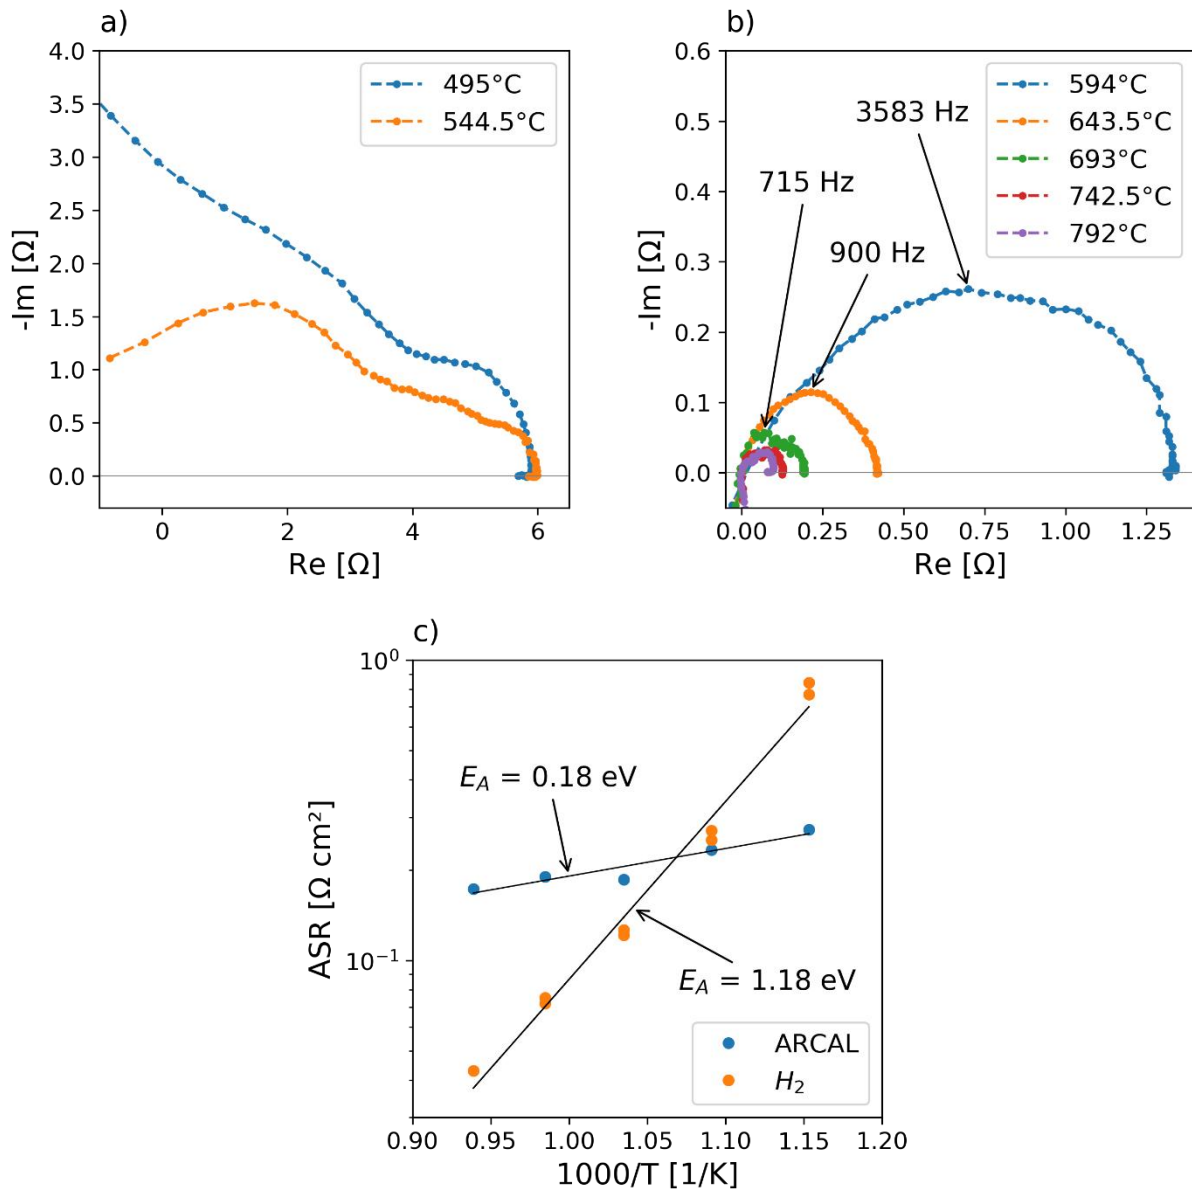 a)
4.0
3.5
3.0
2.5
2.0
1.5
1.0
0.5
0.0
-Im [Ω]
0 2 4 6
Re [Ω]
495°C
544.5°C
b)
0.6
0.5
0.4
0.3
0.2
0.1
0.0
-Im [Ω]
0.00 0.25 0.50 0.75 1.00 1.25
Re [Ω]
3583 Hz
715 Hz
900 Hz
594°C
643.5°C
693°C
742.5°C
792°C
c)
10⁰
10⁻¹
ASR [Ω cm²]
E_A = 0.18 eV
E_A = 1.18 eV
ARCAL
H₂
0.90 0.95 1.00 1.05 1.10 1.15 1.20
1000/T [1/K]